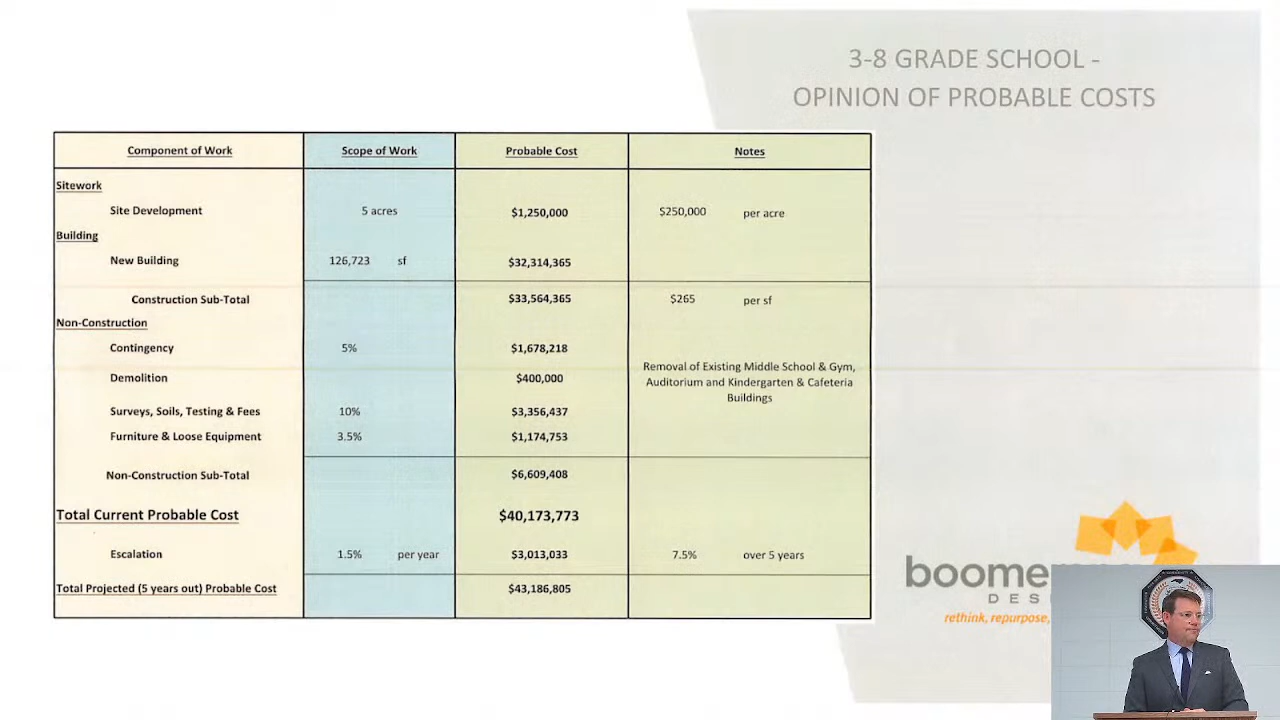 3-8 GRADE SCHOOL -
OPINION OF PROBABLE COSTS
Component of Work Scope of Work Probable Cost Notes
Sitework
Site Development 5 acres $1,250,000 $250,000 per acre
Building
New Building 126,723 sf $32,314,365
Construction Sub-Total $33,564,365 $265 per sf
Non-Construction
Contingency 5% $1,678,218
Demolition $400,000 Removal of Existing Middle School & Gym,
Auditorium and Kindergarten & Cafeteria
Buildings
Surveys, Soils, Testing & Fees 10% $3,356,437
Furniture & Loose Equipment 3.5% $1,174,753
Non-Construction Sub-Total $6,609,408
Total Current Probable Cost $40,173,773
Escalation 1.5% per year $3,013,033 7.5% over 5 years
Total Projected (5 years out) Probable Cost $43,186,805
rethink, repurpose,